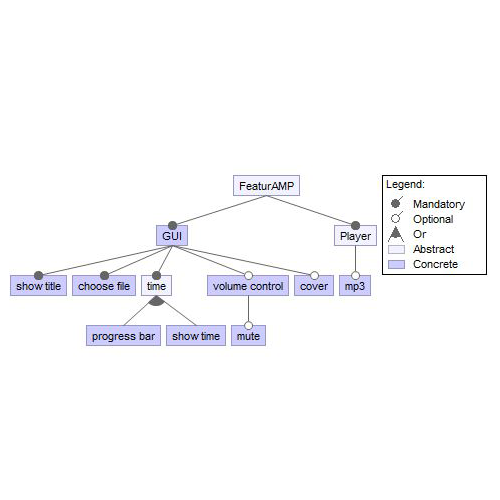 FeaturAMP
Legend:
Mandatory
Optional
Or
Abstract
Concrete
GUI
Player
show title
choose file
time
volume control
cover
mp3
progress bar
show time
mute